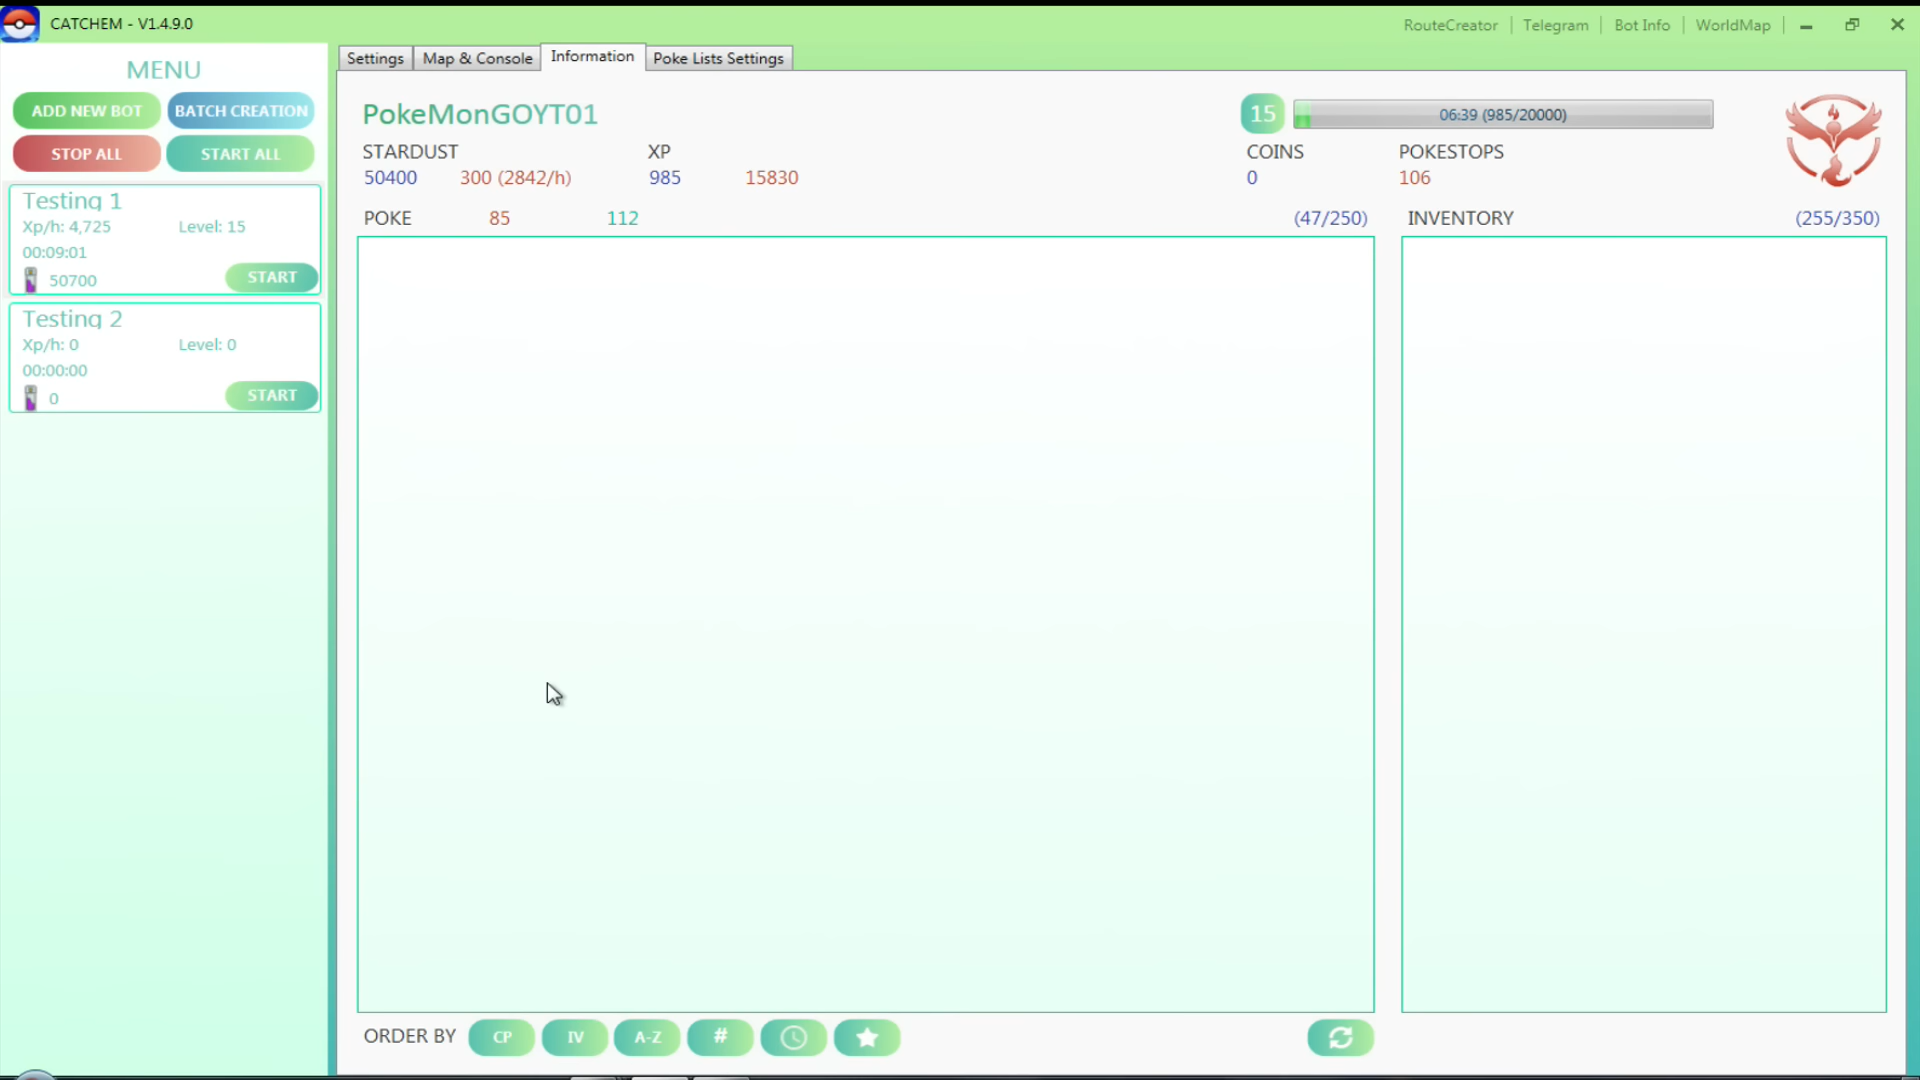 CATCHEM - V1.4.9.0
RouteCreator Telegram Bot Info WorldMap
MENU
ADD NEW BOT BATCH CREATION
STOP ALL START ALL
Testing 1
Xp/h: 4,725 Level: 15
00:09:01
50700 START
Testing 2
Xp/h: 0 Level: 0
00:00:00
0 START
Settings Map & Console Information Poke Lists Settings
PokeMonGOYT01
15 06:39 (985/20000)
STARDUST XP COINS POKESTOPS
50400 300 (2842/h) 985 15830 0 106
POKE 85 112 (47/250) INVENTORY (255/350)
ORDER BY CP IV A-Z #